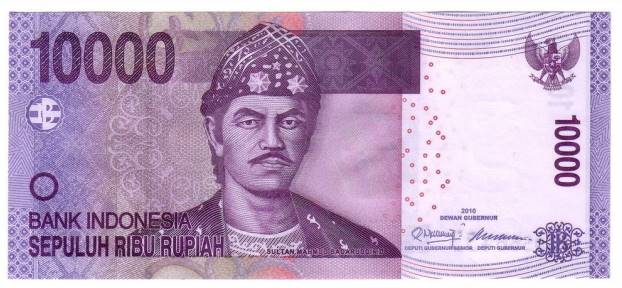 10000
BANK INDONESIA
SEPULUH RIBU RUPIAH
SULTAN MAHMUD BADARUDDIN II
10000
2010
DEWAN GUBERNUR
DEPUTI GUBERNUR SENIOR DEPUTI GUBERNUR